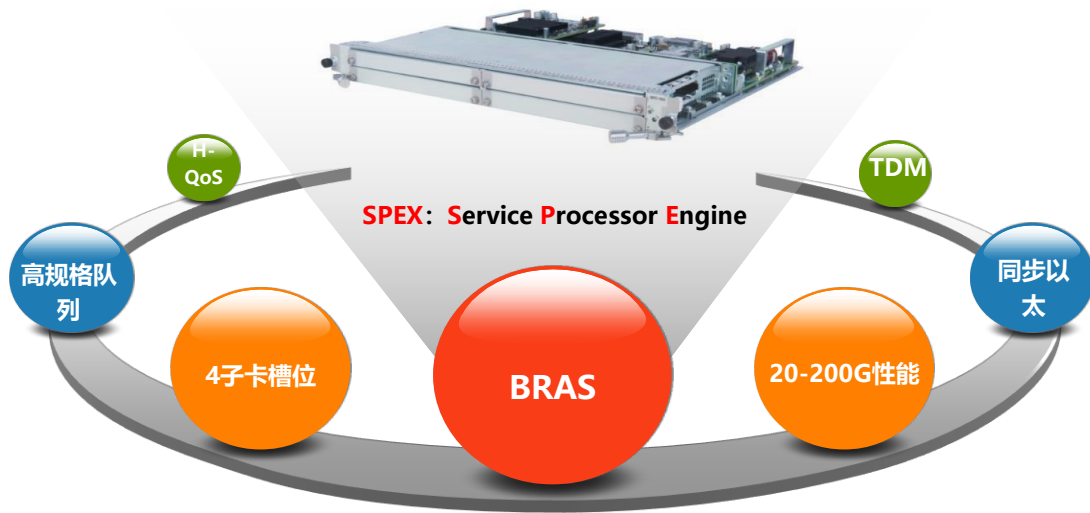 H-
QoS
TDM
SPEX：Service Processor Engine
高规格队
列
同步以
太
4子卡槽位
BRAS
20-200G性能